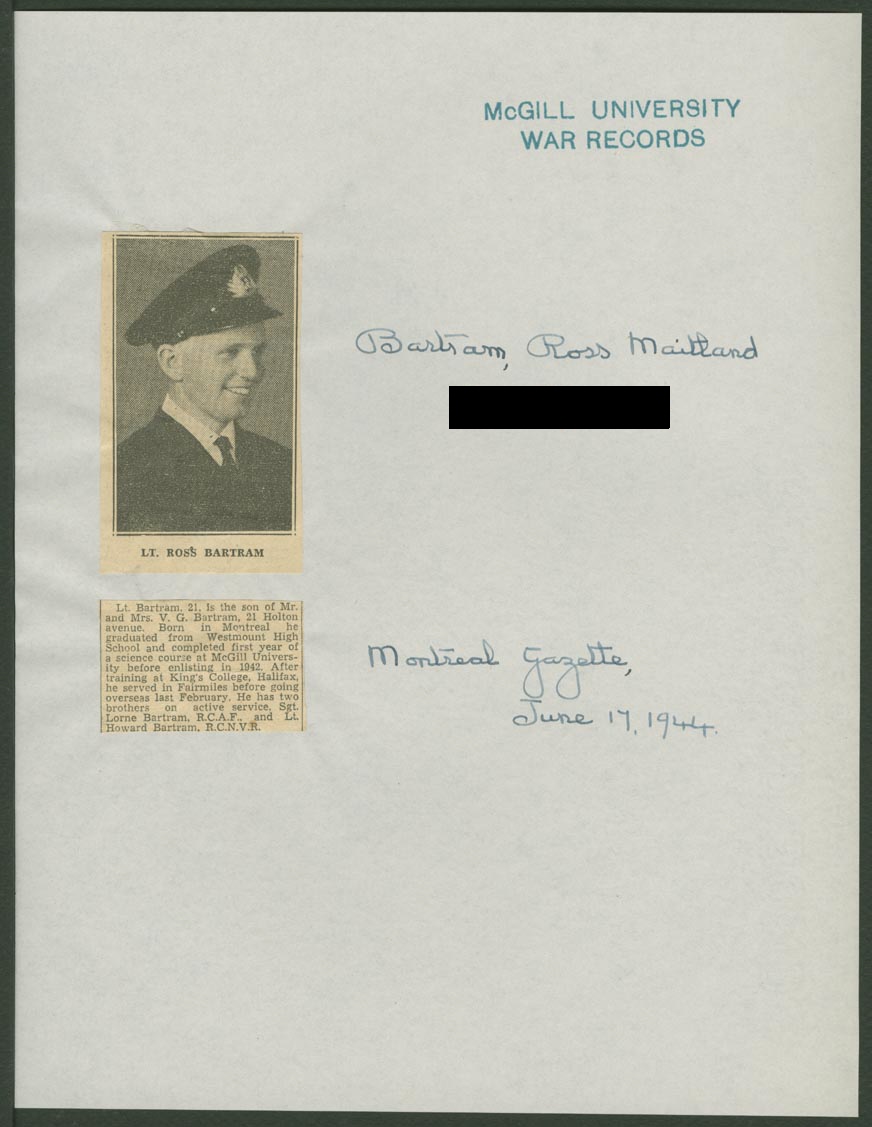 McGILL UNIVERSITY
WAR RECORDS
Bartram, Ross Maitland
LT. ROSS BARTRAM
Lt. Bartram, 21, is the son of Mr.
and Mrs. V. G. Bartram, 21 Holton
avenue. Born in Montreal he
graduated from Westmount High
School and completed first year of
a science course at McGill Univers-
ity before enlisting in 1942. After
training at King's College, Halifax,
he served in Fairmiles before going
overseas last February. He has two
brothers on active service, Sgt.
Lorne Bartram, R.C.A.F., and Lt.
Howard Bartram, R.C.N.V.R.
Montreal Gazette,
June 17, 1944.